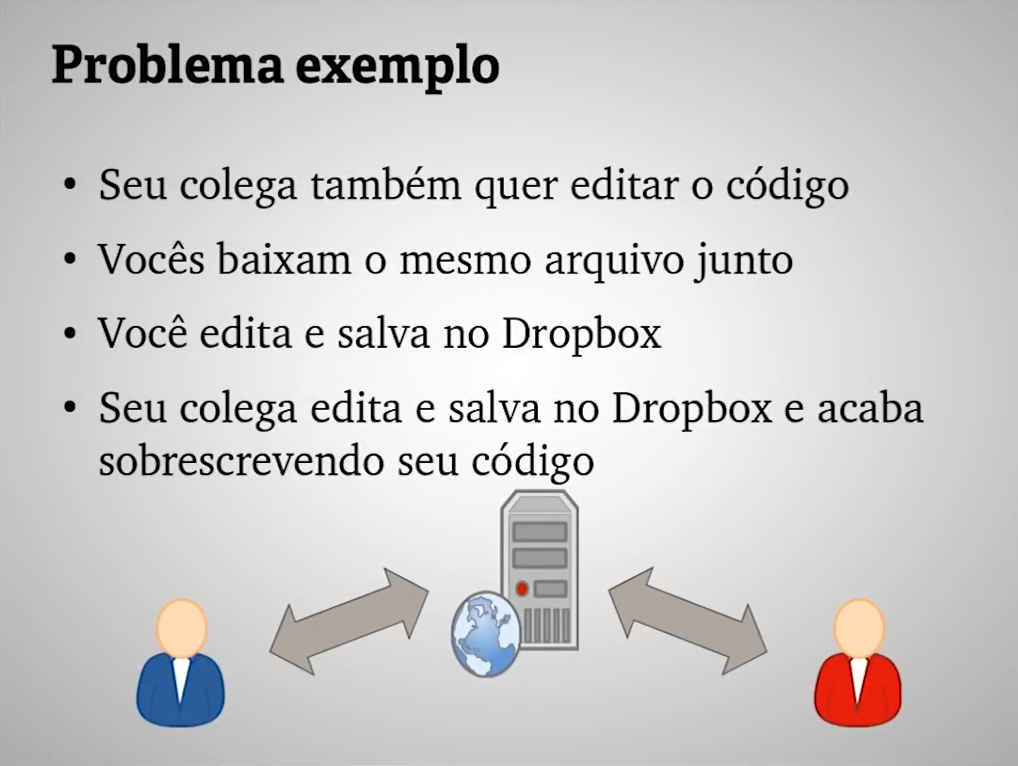 Problema exemplo
• Seu colega também quer editar o código
• Vocês baixam o mesmo arquivo junto
• Você edita e salva no Dropbox
• Seu colega edita e salva no Dropbox e acaba
sobrescrevendo seu código